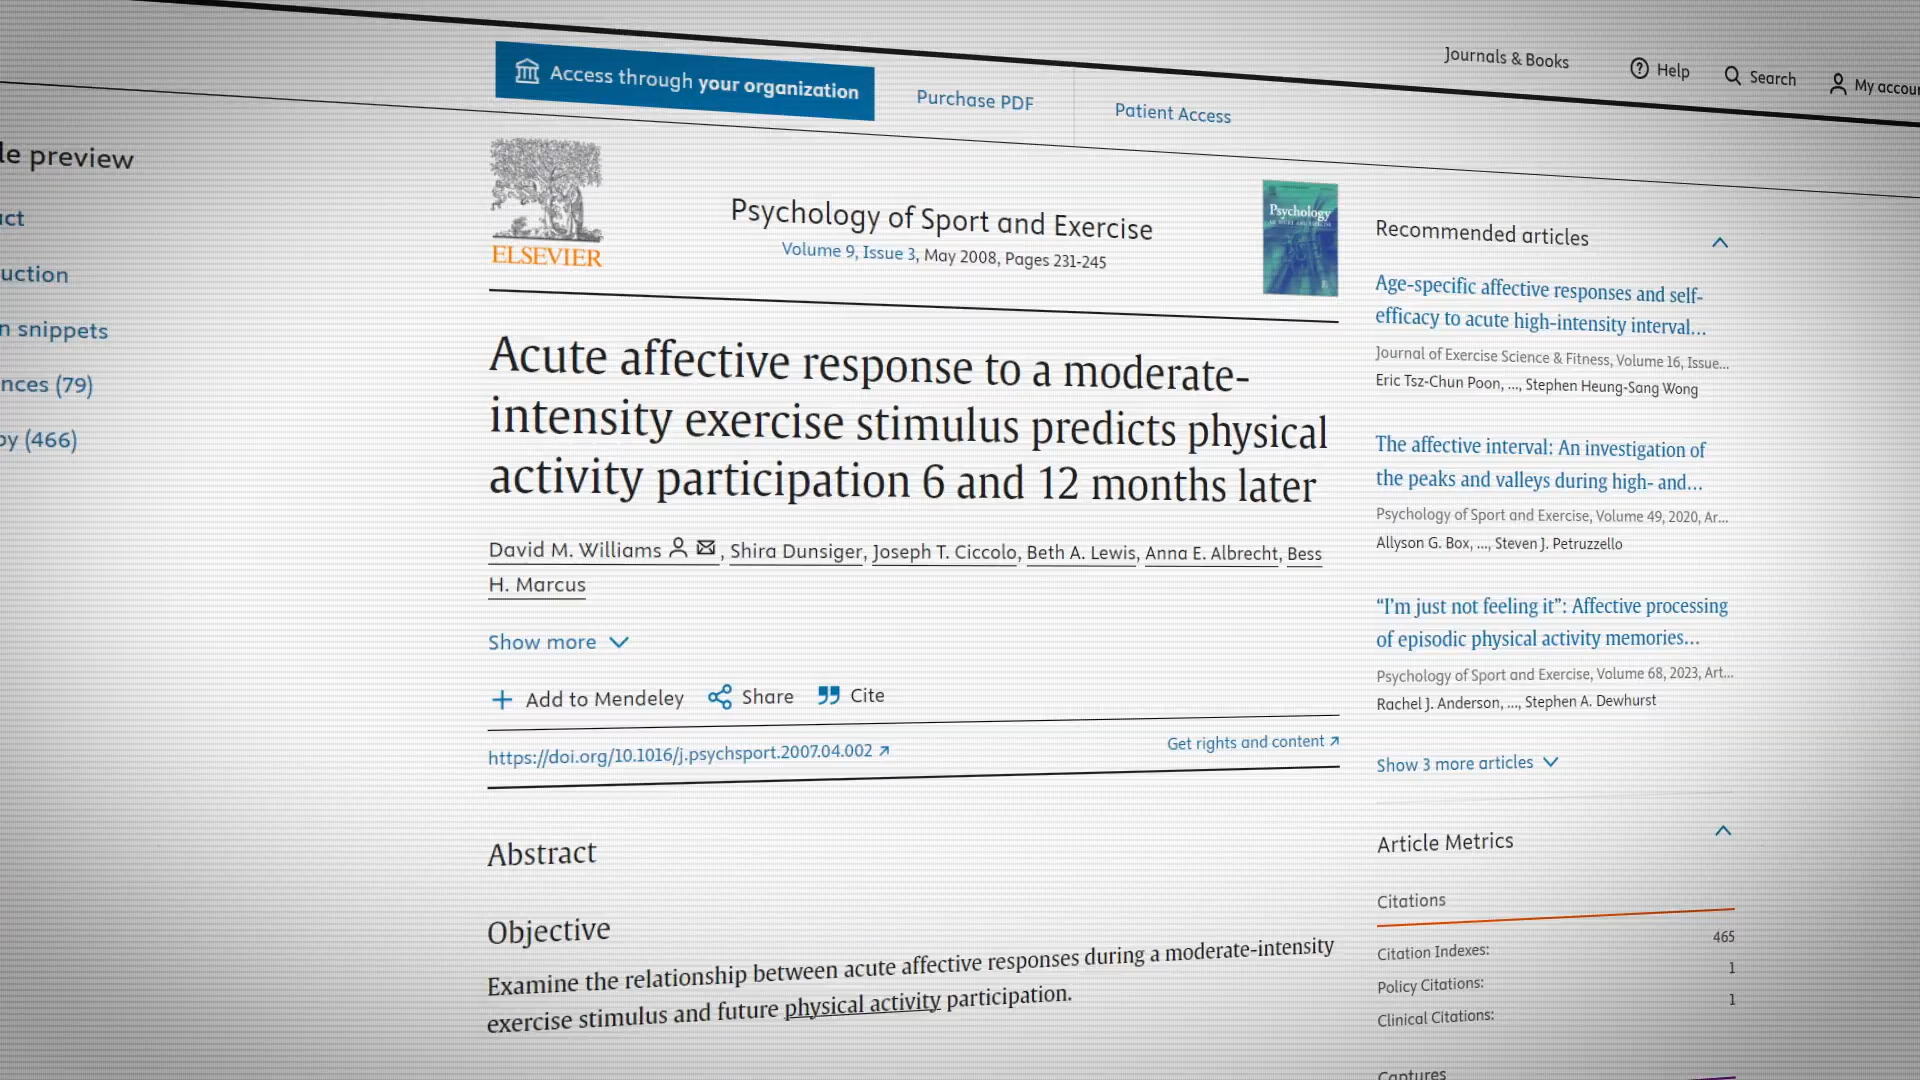 Journals & Books
Help
Search
My accou
Access through your organization
Purchase PDF
Patient Access
le preview
ct
uction
n snippets
nces (79)
by (466)
ELSEVIER
Psychology of Sport and Exercise
Volume 9, Issue 3, May 2008, Pages 231-245
Psychology
Acute affective response to a moderate-
intensity exercise stimulus predicts physical
activity participation 6 and 12 months later
David M. Williams, Shira Dunsiger, Joseph T. Ciccolo, Beth A. Lewis, Anna E. Albrecht, Bess
H. Marcus
Show more
Add to Mendeley
Share
Cite
https://doi.org/10.1016/j.psychsport.2007.04.002
Get rights and content
Abstract
Objective
Examine the relationship between acute affective responses during a moderate-intensity
exercise stimulus and future physical activity participation.
Recommended articles
Age-specific affective responses and self-
efficacy to acute high-intensity interval...
Journal of Exercise Science & Fitness, Volume 16, Issue...
Eric Tsz-Chun Poon, ..., Stephen Heung-Sang Wong
The affective interval: An investigation of
the peaks and valleys during high- and...
Psychology of Sport and Exercise, Volume 49, 2020, Ar...
Allyson G. Box, ..., Steven J. Petruzzello
“I'm just not feeling it”: Affective processing
of episodic physical activity memories...
Psychology of Sport and Exercise, Volume 68, 2023, Art...
Rachel J. Anderson, ..., Stephen A. Dewhurst
Show 3 more articles
Article Metrics
Citations
Citation Indexes: 465
Policy Citations: 1
Clinical Citations: 1
Captures